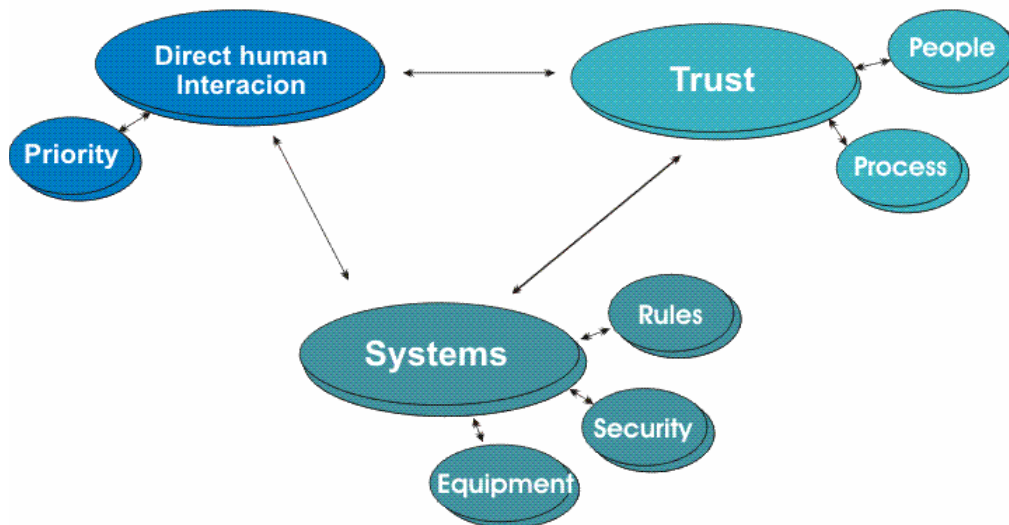 Direct human
Interacion
Trust
People
Priority
Process
Systems
Rules
Security
Equipment